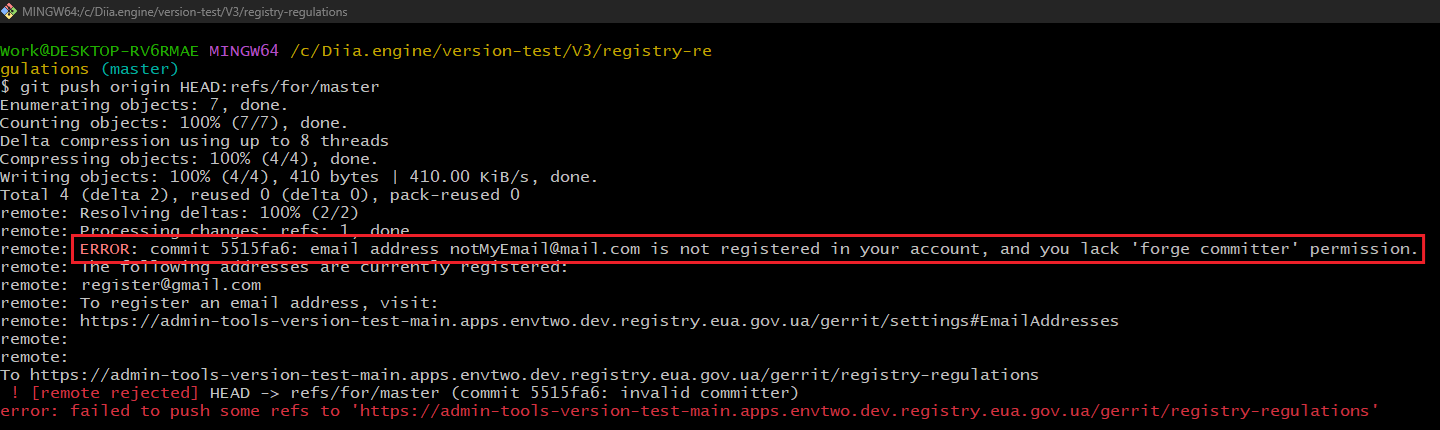 MINGW64:/c/Diia.engine/version-test/V3/registry-regulations
Work@DESKTOP-RV6RMAE MINGW64 /c/Diia.engine/version-test/V3/registry-re
gulations (master)
$ git push origin HEAD:refs/for/master
Enumerating objects: 7, done.
Counting objects: 100% (7/7), done.
Delta compression using up to 8 threads
Compressing objects: 100% (4/4), done.
Writing objects: 100% (4/4), 410 bytes | 410.00 KiB/s, done.
Total 4 (delta 2), reused 0 (delta 0), pack-reused 0
remote: Resolving deltas: 100% (2/2)
remote: Processing changes: refs: 1, done
remote: ERROR: commit 5515fa6: email address notMyEmail@mail.com is not registered in your account, and you lack 'forge committer' permission.
remote: The following addresses are currently registered:
remote: register@gmail.com
remote: To register an email address, visit:
remote: https://admin-tools-version-test-main.apps.envtwo.dev.registry.eua.gov.ua/gerrit/settings#EmailAddresses
remote:
remote:
To https://admin-tools-version-test-main.apps.envtwo.dev.registry.eua.gov.ua/gerrit/registry-regulations
! [remote rejected] HEAD -> refs/for/master (commit 5515fa6: invalid committer)
error: failed to push some refs to 'https://admin-tools-version-test-main.apps.envtwo.dev.registry.eua.gov.ua/gerrit/registry-regulations'